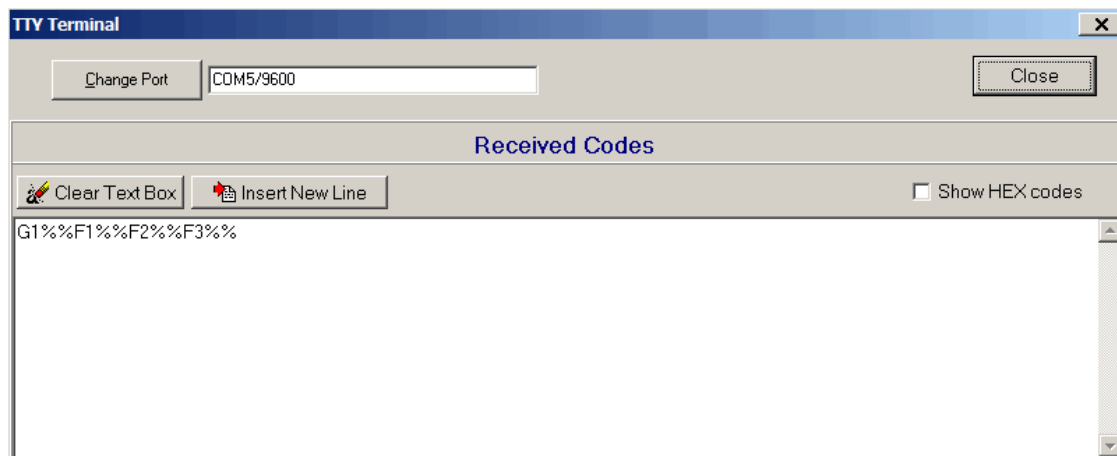 TTY Terminal
Change Port COM5/9600 Close
Received Codes
Clear Text Box Insert New Line Show HEX codes
G1%%F1%%F2%%F3%%